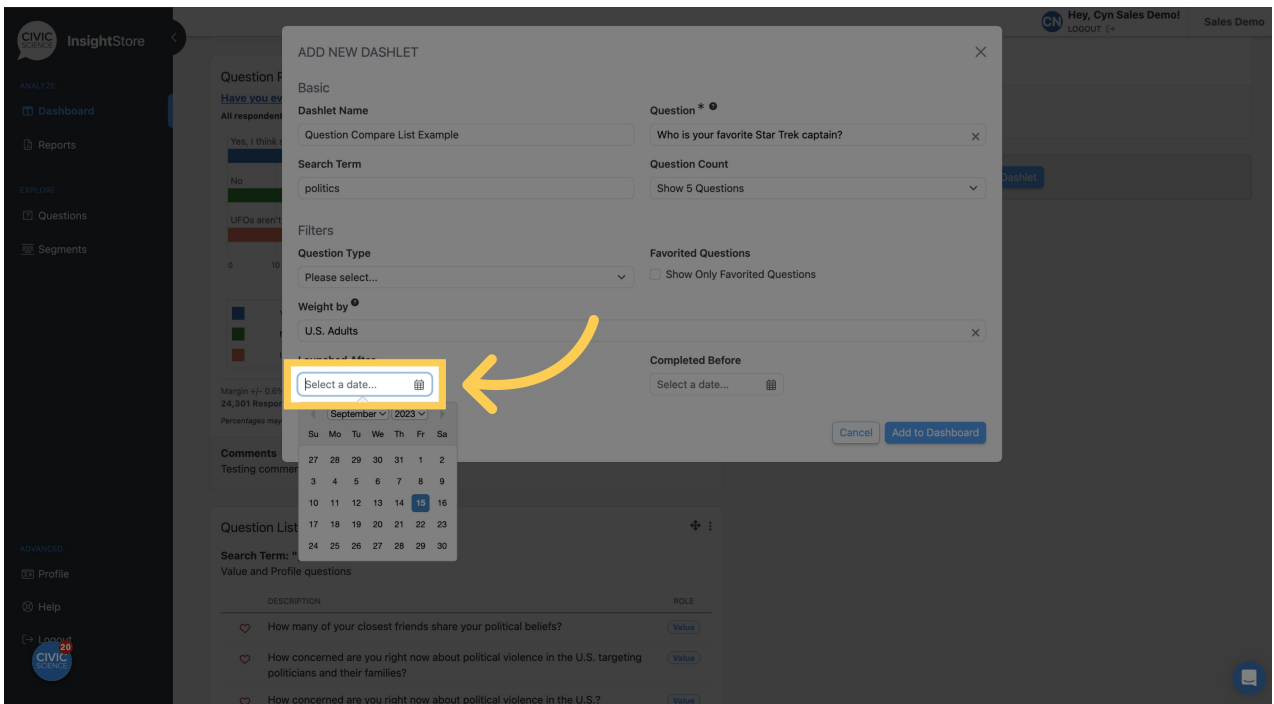 CIVIC
SCIENCE
InsightStore
CN
Hey, Cyn Sales Demo!
LOGOUT
Sales Demo
ANALYZE
Dashboard
Reports
EXPLORE
Questions
Segments
ADVANCED
Profile
Help
Logout
20
CIVIC
SCIENCE
ADD NEW DASHLET
Basic
Dashlet Name
Question *
Question Compare List Example
Who is your favorite Star Trek captain?
Search Term
Question Count
politics
Show 5 Questions
Filters
Question Type
Favorited Questions
Please select...
Show Only Favorited Questions
Weight by
U.S. Adults
Launched After
Completed Before
Select a date...
Select a date...
September 2023
Su Mo Tu We Th Fr Sa
27 28 29 30 31 1 2
3 4 5 6 7 8 9
10 11 12 13 14 15 16
17 18 19 20 21 22 23
24 25 26 27 28 29 30
Cancel
Add to Dashboard
Dashlet
Question
Have you
All
Yes, I think
No
UFOs aren't
0 10
Margin +/-
24,301
Percentages may
Comments
Testing
Question List
Search Term: "
Value and Profile questions
DESCRIPTION
ROLE
How many of your closest friends share your political beliefs?
Value
How concerned are you right now about political violence in the U.S. targeting
politicians and their families?
Value
How concerned are you right now about political violence in the U.S.?
Value